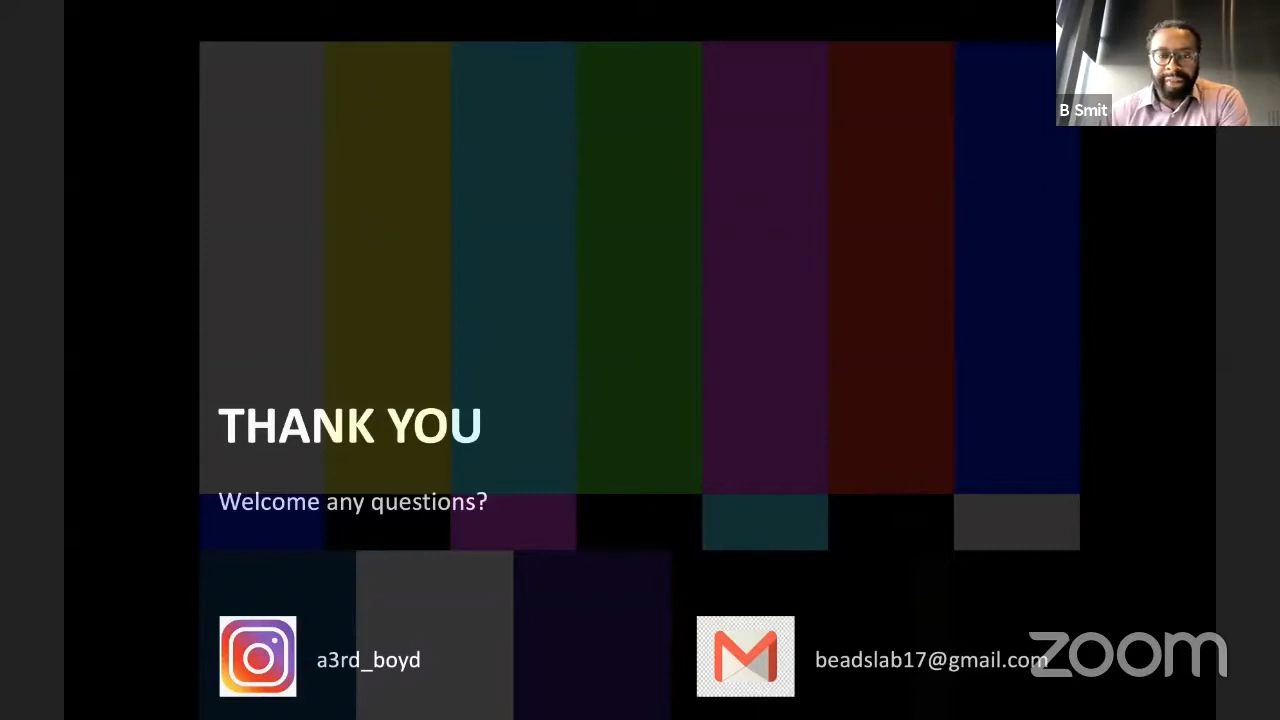 B Smit
THANK YOU
Welcome any questions?
a3rd_boyd
beadslab17@gmail.com
zoom